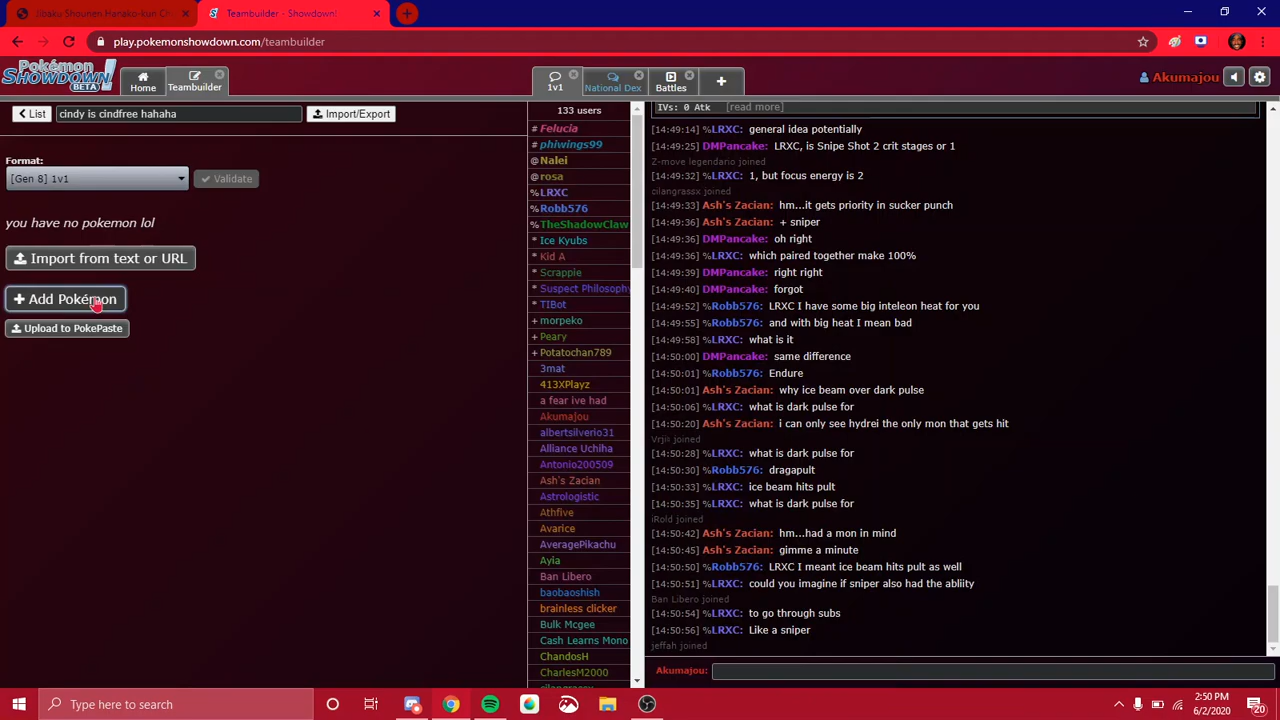 Jibaku Shounen Hanako-kun Ch
Teambuilder - Showdown!
play.pokemonshowdown.com/teambuilder
Pokémon
SHOWDOWN!
BETA
Home
Teambuilder
1v1
National Dex
Battles
Akumajou
List
cindy is cindfree hahaha
Import/Export
Format:
[Gen 8] 1v1
Validate
you have no pokemon lol
Import from text or URL
Add Pokémon
Upload to PokePaste
133 users
# Felucia
# phiwings99
@Nalei
@rosa
%LRXC
%Robb576
%TheShadowClaw
* Ice Kyubs
* Kid A
* Scrappie
* Suspect Philosophy
* TIBot
+ morpeko
+ Peary
+ Potatochan789
3mat
413XPlayz
a fear ive had
Akumajou
albertsilverio31
Alliance Uchiha
Antonio200509
Ash's Zacian
Astrologistic
Athfive
Avarice
AveragePikachu
Ayia
Ban Libero
baobaoshish
brainless clicker
Bulk Mcgee
Cash Learns Mono
ChandosH
CharlesM2000
cilangrassx
IVs: 0 Atk [read more]
[14:49:14] %LRXC: general idea potentially
[14:49:25] DMPancake: LRXC, is Snipe Shot 2 crit stages or 1
Z-move legendario joined
[14:49:32] %LRXC: 1, but focus energy is 2
cilangrassx joined
[14:49:33] Ash's Zacian: hm...it gets priority in sucker punch
[14:49:36] Ash's Zacian: + sniper
[14:49:36] DMPancake: oh right
[14:49:36] %LRXC: which paired together make 100%
[14:49:39] DMPancake: right right
[14:49:40] DMPancake: forgot
[14:49:52] %Robb576: LRXC I have some big inteleon heat for you
[14:49:55] %Robb576: and with big heat I mean bad
[14:49:58] %LRXC: what is it
[14:50:00] DMPancake: same difference
[14:50:01] %Robb576: Endure
[14:50:01] Ash's Zacian: why ice beam over dark pulse
[14:50:06] %LRXC: what is dark pulse for
[14:50:20] Ash's Zacian: i can only see hydrei the only mon that gets hit
joined
[14:50:28] %LRXC: what is dark pulse for
[14:50:30] %Robb576: dragapult
[14:50:33] %LRXC: ice beam hits pult
[14:50:35] %LRXC: what is dark pulse for
iRold joined
[14:50:42] Ash's Zacian: hm...had a mon in mind
[14:50:45] Ash's Zacian: gimme a minute
[14:50:50] %Robb576: LRXC I meant ice beam hits pult as well
[14:50:51] %LRXC: could you imagine if sniper also had the abliity
Ban Libero joined
[14:50:54] %LRXC: to go through subs
[14:50:56] %LRXC: Like a sniper
jeffah joined
Akumajou:
Type here to search
2:50 PM
6/2/2020
20